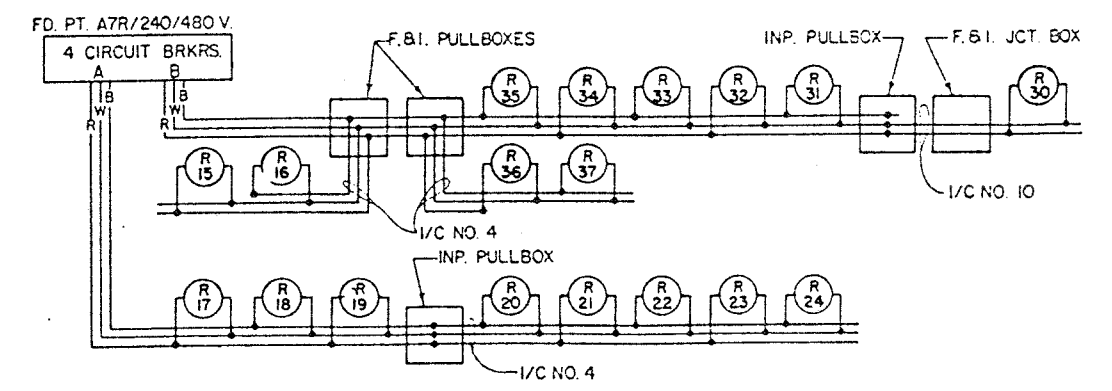 FD. PT. A7R/240/480 V.
4 CIRCUIT BRKRS.
A B
R W B
R W B
F.&I. PULLBOXES
INP. PULLBOX
F.&I. JCT. BOX
R 35
R 34
R 33
R 32
R 31
R 30
R 15
R 16
R 36
R 37
1/C NO. 4
1/C NO. 10
INP. PULLBOX
R 17
R 18
R 19
R 20
R 21
R 22
R 23
R 24
1/C NO. 4